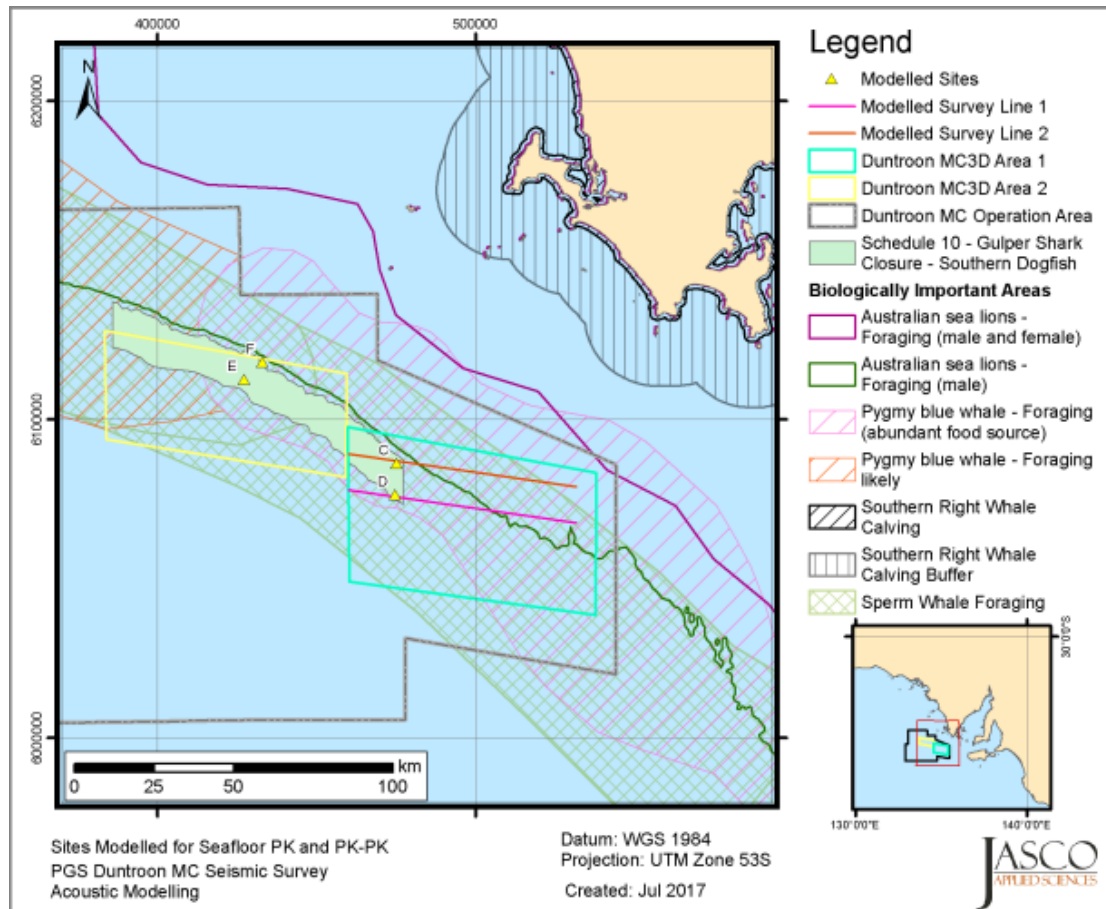 400000
500000
N
6200000
6100000
6000000
F
E
C
D
km
0
25
50
100
Legend
Modelled Sites
Modelled Survey Line 1
Modelled Survey Line 2
Duntroon MC3D Area 1
Duntroon MC3D Area 2
Duntroon MC Operation Area
Schedule 10 - Gulper Shark
Closure - Southern Dogfish
Biologically Important Areas
Australian sea lions -
Foraging (male and female)
Australian sea lions -
Foraging (male)
Pygmy blue whale - Foraging
(abundant food source)
Pygmy blue whale - Foraging
likely
Southern Right Whale
Calving
Southern Right Whale
Calving Buffer
Sperm Whale Foraging
30°0'S
130°0'0"E
140°0'0"E
Sites Modelled for Seafloor PK and PK-PK
PGS Duntroon MC Seismic Survey
Acoustic Modelling
Datum: WGS 1984
Projection: UTM Zone 53S
Created: Jul 2017
JASCO
APPLIED SCIENCES